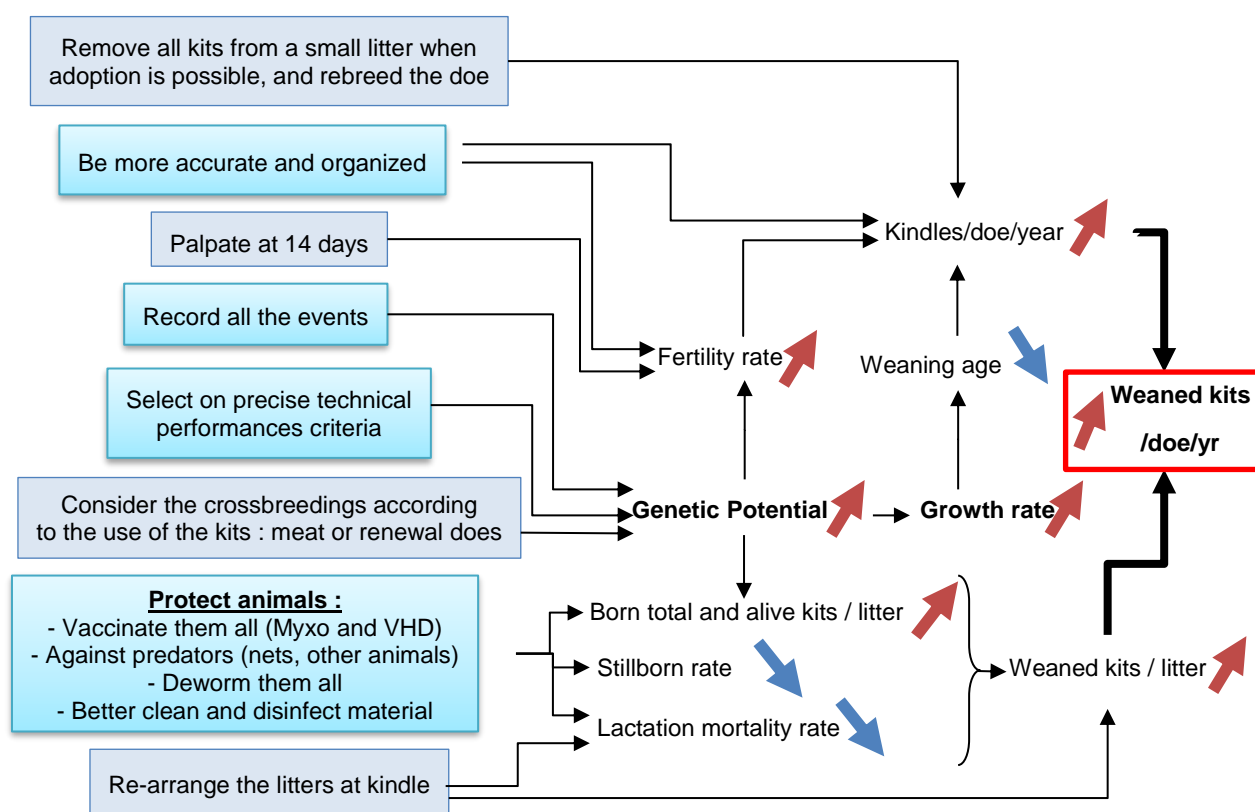 Remove all kits from a small litter when
adoption is possible, and rebreed the doe
Be more accurate and organized
Palpate at 14 days
Kindles/doe/year
Record all the events
Fertility rate
Weaning age
Select on precise technical
performances criteria
Weaned kits
/doe/yr
Consider the crossbreedings according
to the use of the kits : meat or renewal does
Genetic Potential
Growth rate
Protect animals :
- Vaccinate them all (Myxo and VHD)
- Against predators (nets, other animals)
- Deworm them all
- Better clean and disinfect material
Born total and alive kits / litter
Stillborn rate
Lactation mortality rate
Weaned kits / litter
Re-arrange the litters at kindle